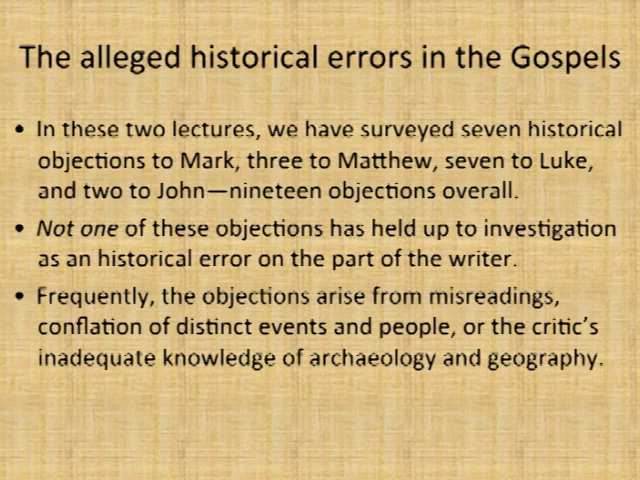 The alleged historical errors in the Gospels
• In these two lectures, we have surveyed seven historical
objections to Mark, three to Matthew, seven to Luke,
and two to John—nineteen objections overall.
• Not one of these objections has held up to investigation
as an historical error on the part of the writer.
• Frequently, the objections arise from misreadings,
conflation of distinct events and people, or the critic's
inadequate knowledge of archaeology and geography.